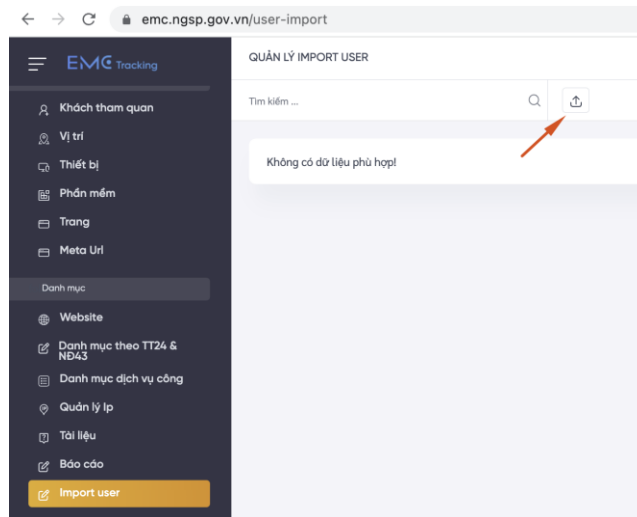 emc.ngsp.gov.vn/user-import
EMC Tracking
QUẢN LÝ IMPORT USER
Tìm kiếm ...
Không có dữ liệu phù hợp!
Khách tham quan
Vị trí
Thiết bị
Phần mềm
Trang
Meta Url
Danh mục
Website
Danh mục theo TT24 &
NĐ43
Danh mục dịch vụ công
Quản lý Ip
Tài liệu
Báo cáo
Import user